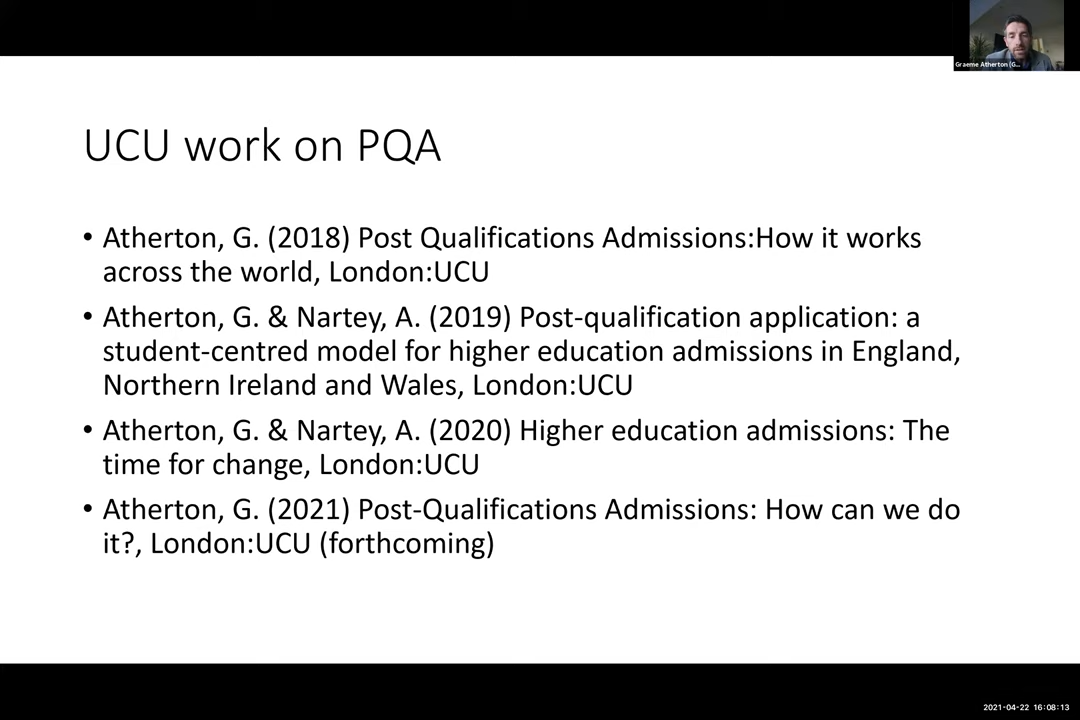 Graeme Atherton (G...
UCU work on PQA
• Atherton, G. (2018) Post Qualifications Admissions:How it works
across the world, London:UCU
• Atherton, G. & Nartey, A. (2019) Post-qualification application: a
student-centred model for higher education admissions in England,
Northern Ireland and Wales, London:UCU
• Atherton, G. & Nartey, A. (2020) Higher education admissions: The
time for change, London:UCU
• Atherton, G. (2021) Post-Qualifications Admissions: How can we do
it?, London:UCU (forthcoming)
2021-04-22 16:08:13